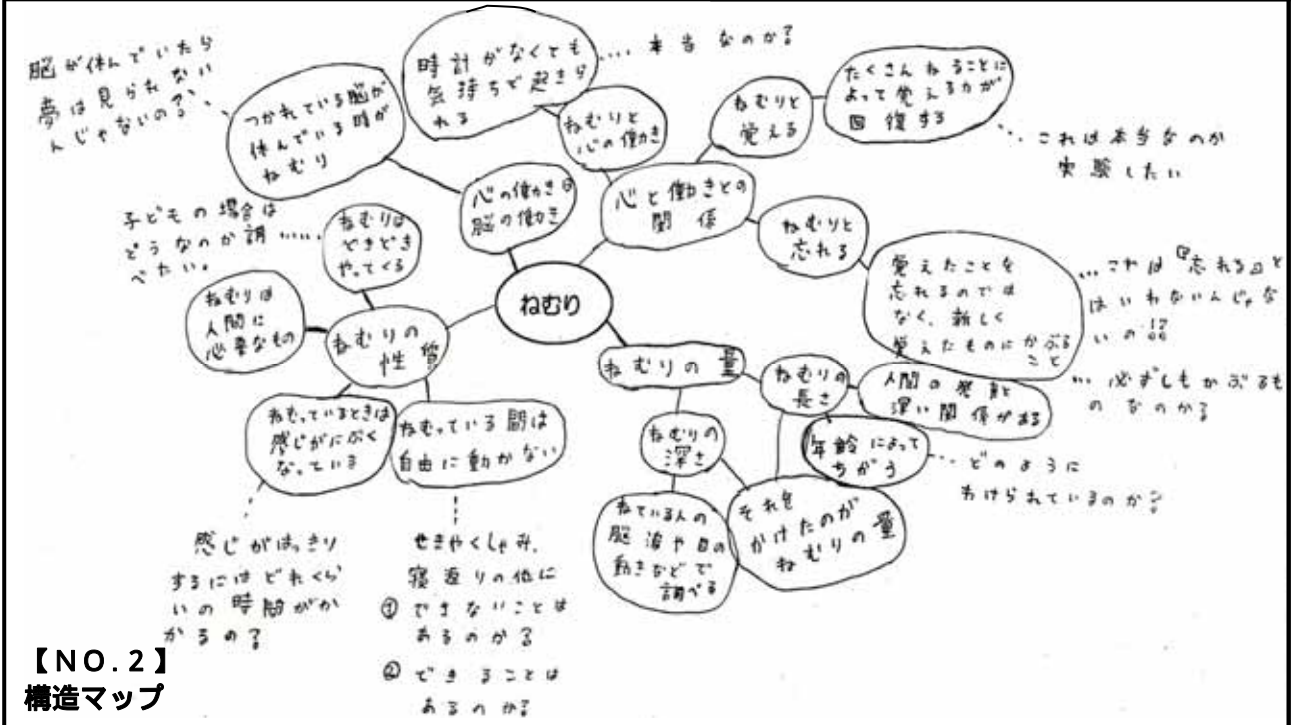 脳が休んでいたら
夢は見られない
んじゃないの?
つかれている脳が
休んでいる時が
ねむり
時計がなくても
気持ちで起きら
れる
本当なのか?
ねむりと
心の働き
ねむりと
覚える
たくさんねることに
よって覚える力が
回復する
これは本当なのか
実験したい
心の働きは
脳の働き
心と働きとの
関係
ねむりと
忘れる
覚えたことを
忘れるのでは
なく、新しく
覚えたものにかぶる
こと
これは『忘れる』と
はいわないんじゃな
いの
必ずしもかぶるも
のなのか?
子どもの場合は
どうなのか調
べたい。
ねむりは
ときどき
やってくる
ねむりは
人間に
必要なもの
ねむりの
性質
ねむり
ねむりの量
ねむりの
長さ
人間の発育と
深い関係がある
年齢によって
ちがう
どのように
わけられているのか?
ねむりの
深さ
それを
かけたのが
ねむりの量
ねている人の
脳波や目の
動きなどで
調べる
ねむっているときは
感じがにぶく
なっている
ねむっている間は
自由に動かない
感じがはっきり
するにはどれくら
いの時間がか
かるの?
せきやくしゃみ、
寝返りの他に
①できないことは
あるのか?
②できることは
あるのか?
【NO.2】
構造マップ